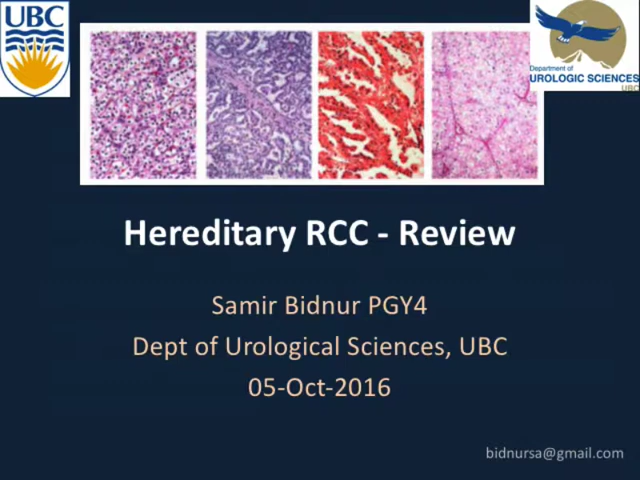 UBC
Department of
UROLOGIC SCIENCES
UBC
Hereditary RCC - Review
Samir Bidnur PGY4
Dept of Urological Sciences, UBC
05-Oct-2016
bidnursa@gmail.com